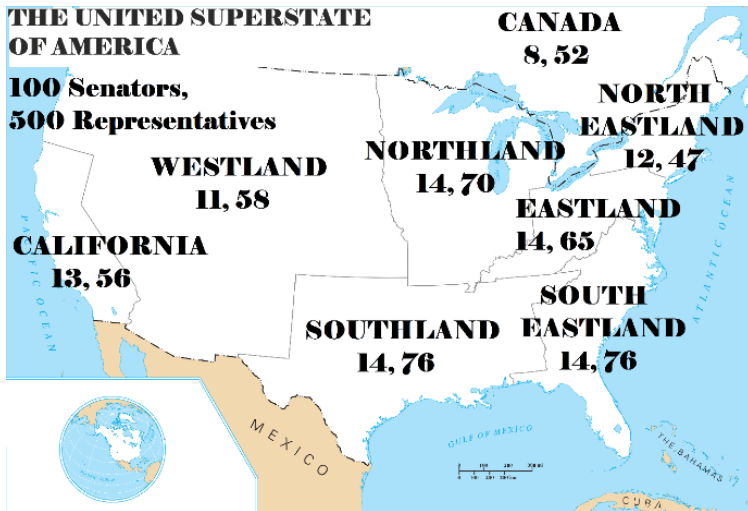 THE UNITED SUPERSTATE
OF AMERICA
100 Senators,
500 Representatives
CANADA
8, 52
NORTH
EASTLAND
12, 47
WESTLAND
11, 58
NORTHLAND
14, 70
EASTLAND
14, 65
CALIFORNIA
13, 56
SOUTHLAND
14, 76
SOUTH
EASTLAND
14, 76
PACIFIC OCEAN
ATLANTIC OCEAN
MEXICO
GULF OF MEXICO
THE BAHAMAS
CUBA